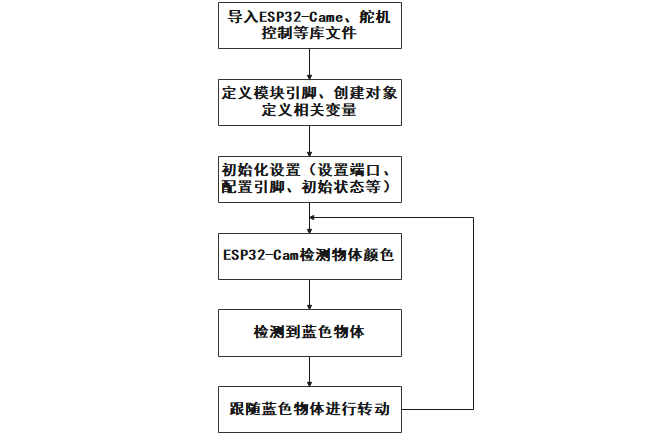 导入ESP32-Came、舵机
控制等库文件
定义模块引脚、创建对象
定义相关变量
初始化设置（设置端口、
配置引脚、初始状态等）
ESP32-Cam检测物体颜色
检测到蓝色物体
跟随蓝色物体进行转动